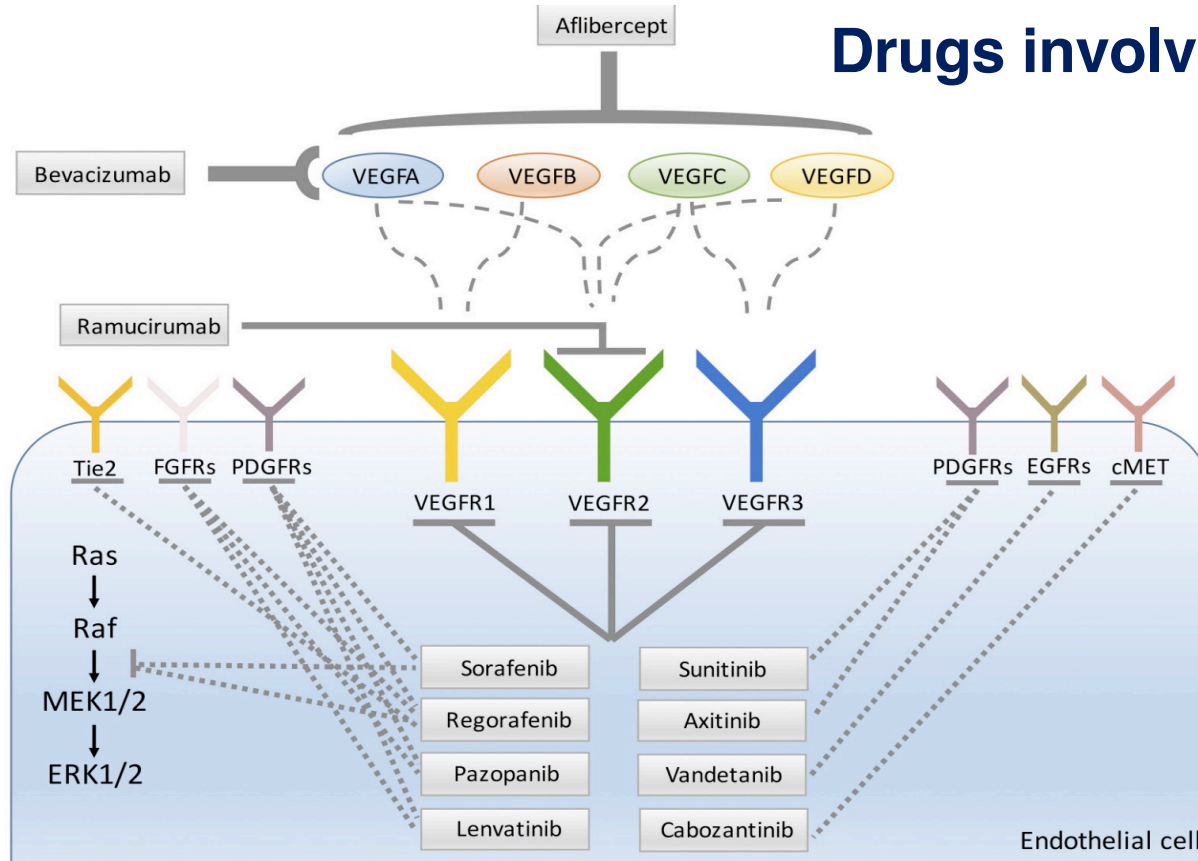 Aflibercept
Drugs involv
Bevacizumab
VEGFA
VEGFB
VEGFC
VEGFD
Ramucirumab
Tie2
FGFRs
PDGFRs
VEGFR1
VEGFR2
VEGFR3
PDGFRs
EGFRs
cMET
Ras
Raf
MEK1/2
ERK1/2
Sorafenib
Sunitinib
Regorafenib
Axitinib
Pazopanib
Vandetanib
Lenvatinib
Cabozantinib
Endothelial cell